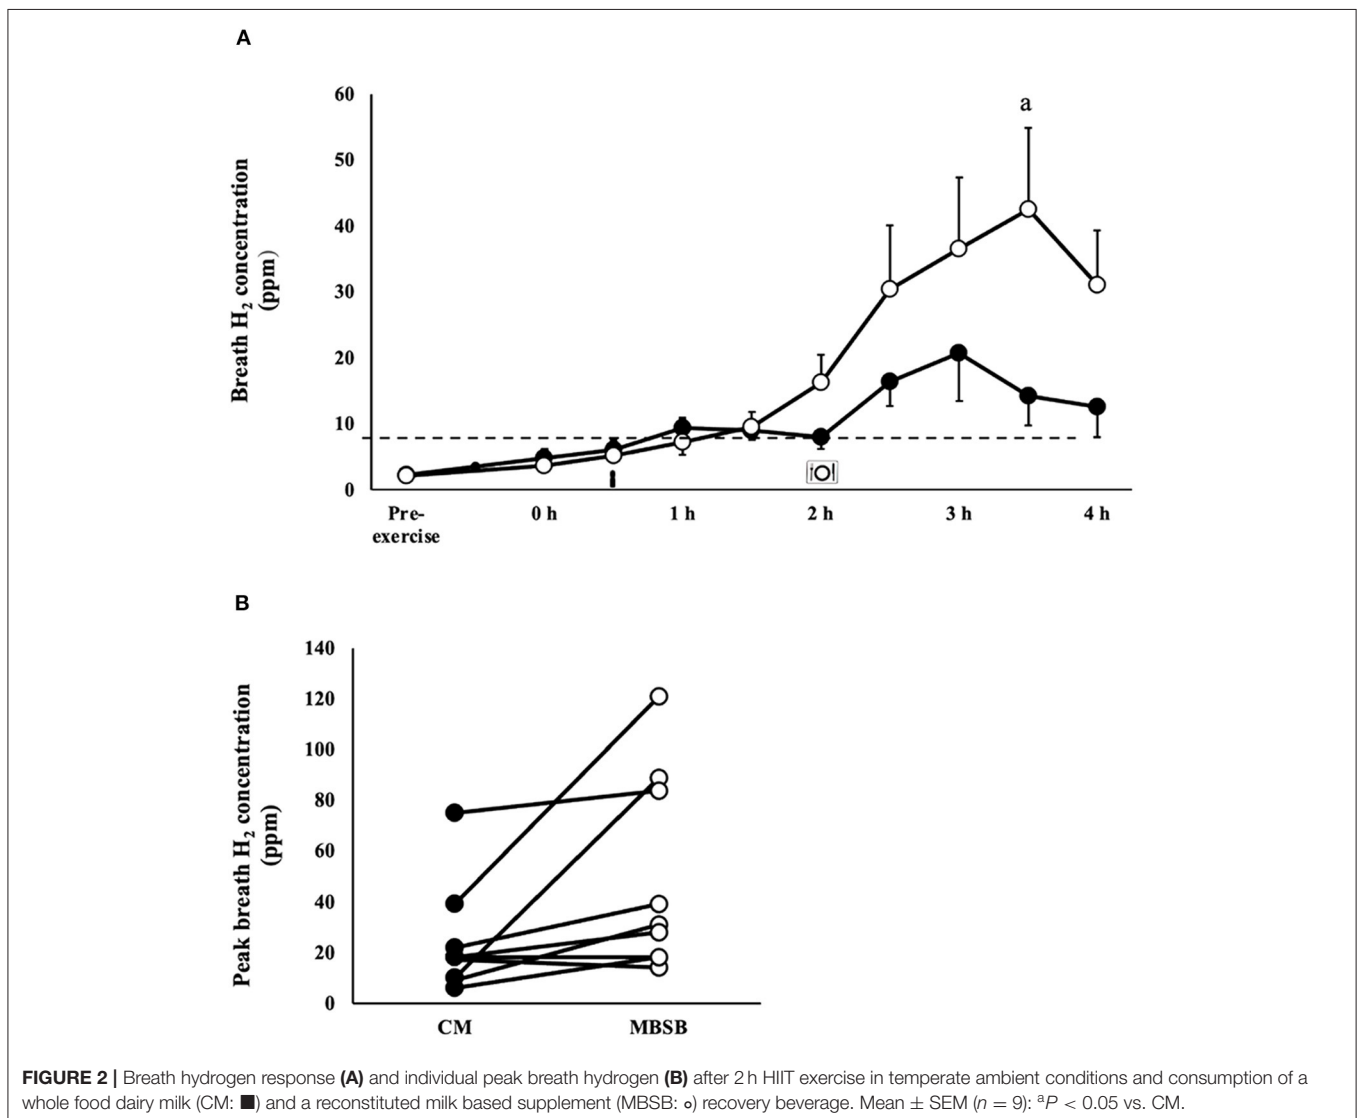 A
60
50
40
30
20
10
0
Breath H₂ concentration
(ppm)
a
Pre-
exercise
0 h
1 h
2 h
3 h
4 h
B
140
120
100
80
60
40
20
0
Peak breath H₂ concentration
(ppm)
CM
MBSB
FIGURE 2 | Breath hydrogen response (A) and individual peak breath hydrogen (B) after 2 h HIIT exercise in temperate ambient conditions and consumption of a
whole food dairy milk (CM: ■) and a reconstituted milk based supplement (MBSB: ∘) recovery beverage. Mean ± SEM (n = 9): ᵃP < 0.05 vs. CM.